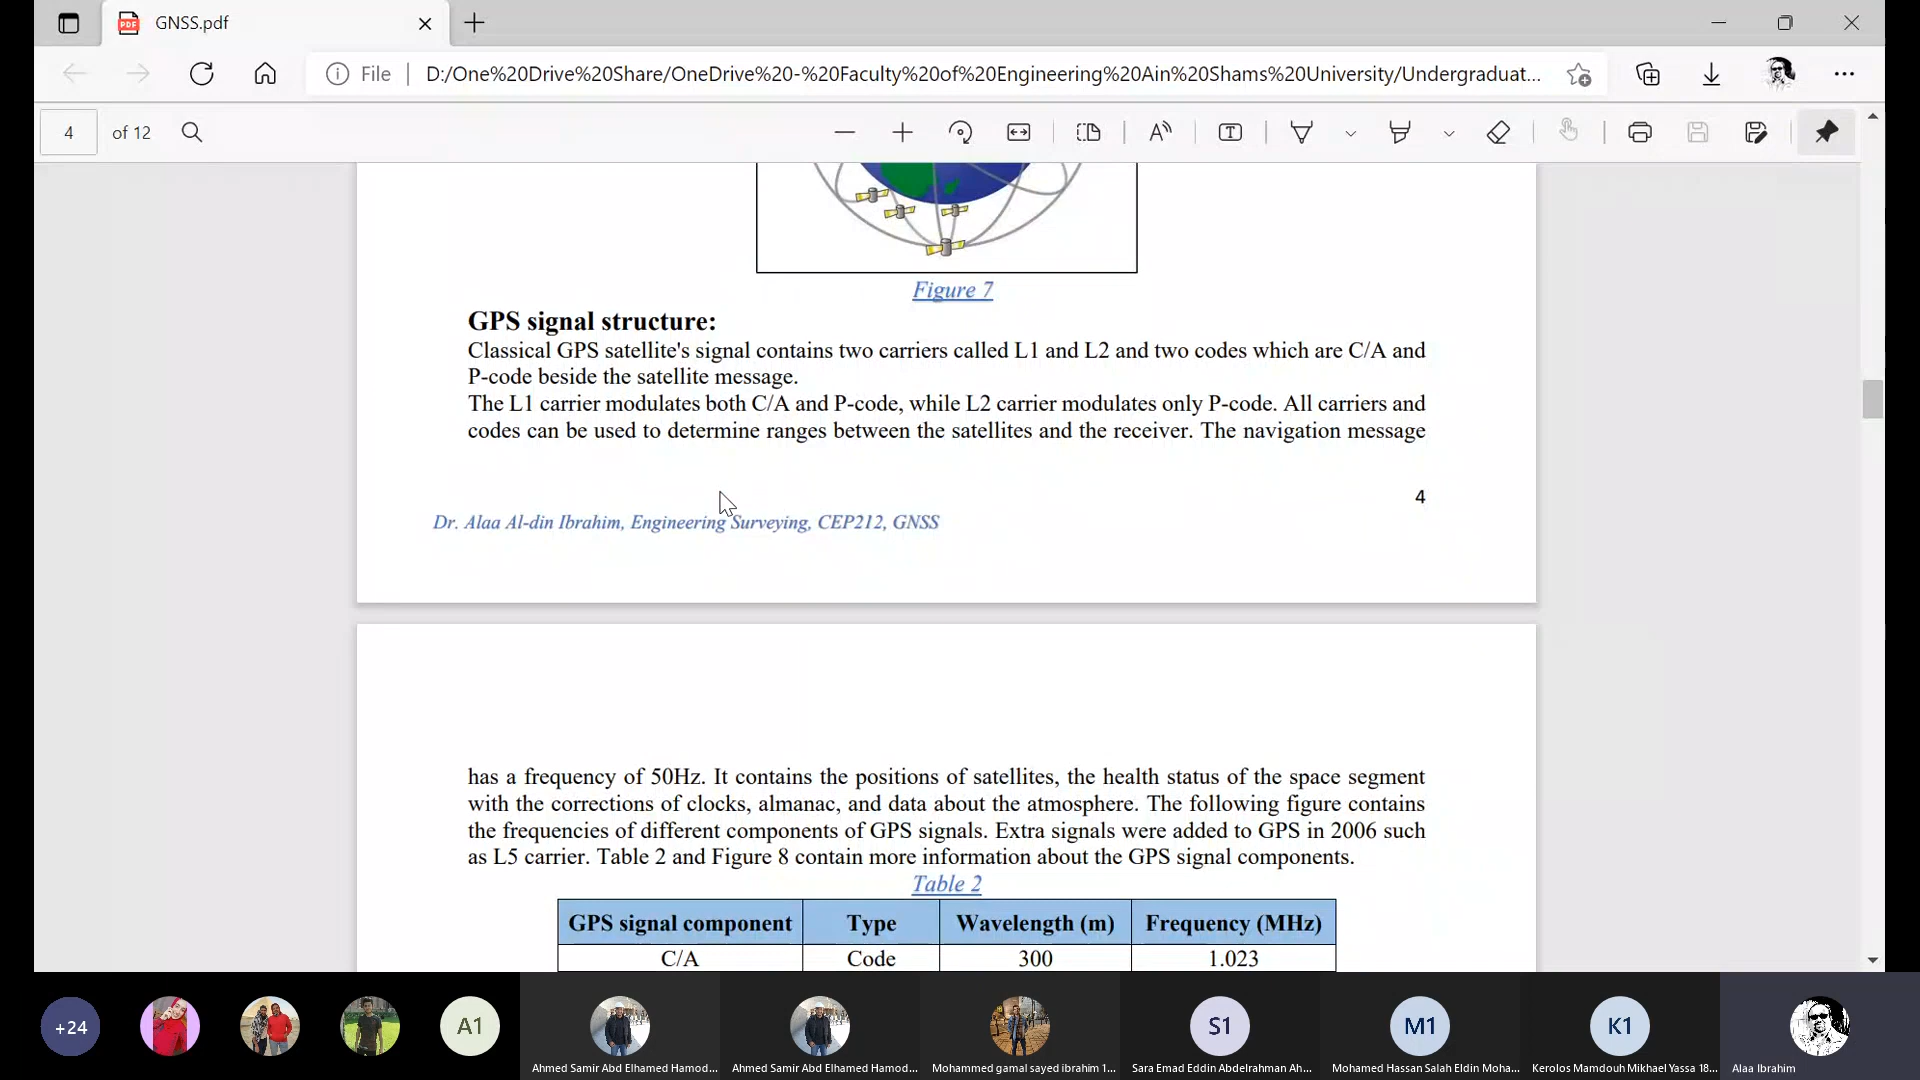 GNSS.pdf
File
D:/One%20Drive%20Share/OneDrive%20-%20Faculty%20of%20Engineering%20Ain%20Shams%20University/Undergraduat...
4
of 12
Figure 7
GPS signal structure:
Classical GPS satellite's signal contains two carriers called L1 and L2 and two codes which are C/A and
P-code beside the satellite message.
The L1 carrier modulates both C/A and P-code, while L2 carrier modulates only P-code. All carriers and
codes can be used to determine ranges between the satellites and the receiver. The navigation message
4
Dr. Alaa Al-din Ibrahim, Engineering Surveying, CEP212, GNSS
has a frequency of 50Hz. It contains the positions of satellites, the health status of the space segment
with the corrections of clocks, almanac, and data about the atmosphere. The following figure contains
the frequencies of different components of GPS signals. Extra signals were added to GPS in 2006 such
as L5 carrier. Table 2 and Figure 8 contain more information about the GPS signal components.
Table 2
GPS signal component Type Wavelength (m) Frequency (MHz)
C/A Code 300 1.023
+24
A1
S1
M1
K1
Ahmed Samir Abd Elhamed Hamod...
Ahmed Samir Abd Elhamed Hamod...
Mohammed gamal sayed ibrahim 1...
Sara Emad Eddin Abdelrahman Ah...
Mohamed Hassan Salah Eldin Moha...
Kerolos Mamdouh Mikhael Yassa 18...
Alaa Ibrahim